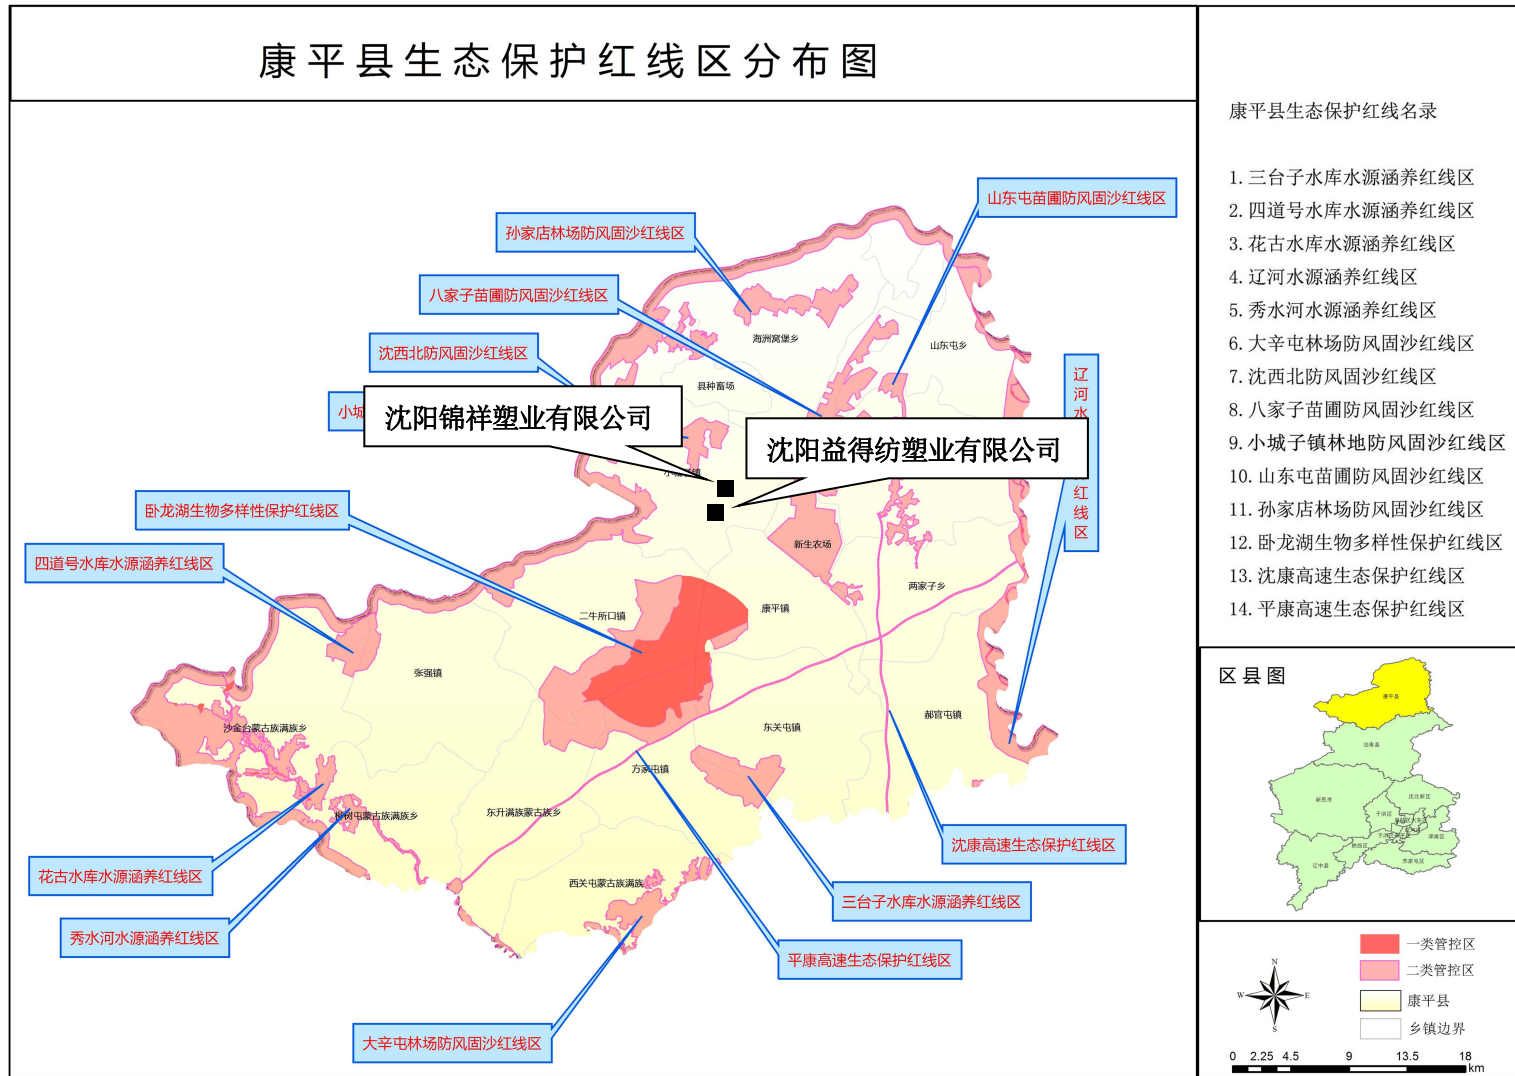 康平县生态保护红线区分布图
山东屯苗圃防风固沙红线区
孙家店林场防风固沙红线区
八家子苗圃防风固沙红线区
沈西北防风固沙红线区
小城
沈阳锦祥塑业有限公司
沈阳益得纺塑业有限公司
辽河水
红线区
卧龙湖生物多样性保护红线区
四道号水库水源涵养红线区
花古水库水源涵养红线区
秀水河水源涵养红线区
大辛屯林场防风固沙红线区
平康高速生态保护红线区
三台子水库水源涵养红线区
沈康高速生态保护红线区
海洲窝堡乡
山东屯乡
县种畜场
新生农场
两家子乡
康平镇
二牛所口镇
张强镇
沙金台蒙古族满族乡
柳树屯蒙古族满族乡
东升满族蒙古族乡
方家屯镇
东关屯镇
郝官屯镇
西关屯蒙古族满族
康平县生态保护红线名录
1.三台子水库水源涵养红线区
2.四道号水库水源涵养红线区
3.花古水库水源涵养红线区
4.辽河水源涵养红线区
5.秀水河水源涵养红线区
6.大辛屯林场防风固沙红线区
7.沈西北防风固沙红线区
8.八家子苗圃防风固沙红线区
9.小城子镇林地防风固沙红线区
10.山东屯苗圃防风固沙红线区
11.孙家店林场防风固沙红线区
12.卧龙湖生物多样性保护红线区
13.沈康高速生态保护红线区
14.平康高速生态保护红线区
区县图
康平县
法库县
新民市
沈北新区
于洪区
浑南区
苏家屯区
辽中县
N
W
E
S
一类管控区
二类管控区
康平县
乡镇边界
0 2.25 4.5 9 13.5 18
km